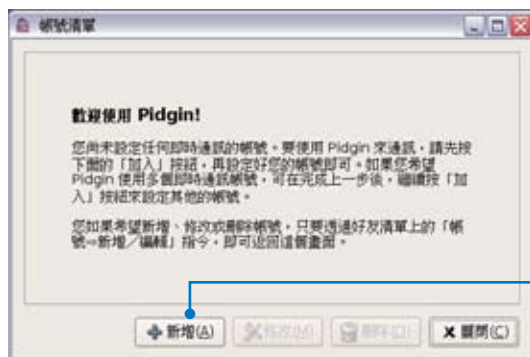 帳號清單
歡迎使用 Pidgin!
您尚未設定任何即時通訊的帳號。要使用 Pidgin 來通訊，請先按
下面的「加入」按鈕，再設定好您的帳號即可。如果您希望
Pidgin 使用多個即時通訊帳號，可在完成上一步後，繼續按「加
入」按鈕來設定其他的帳號。
您如果希望新增、修改或刪除帳號，只要透過好友清單上的「帳
號⇨新增／編輯」指令，即可返回這個畫面。
新增(A)
修改(M)
刪除(D)
關閉(C)